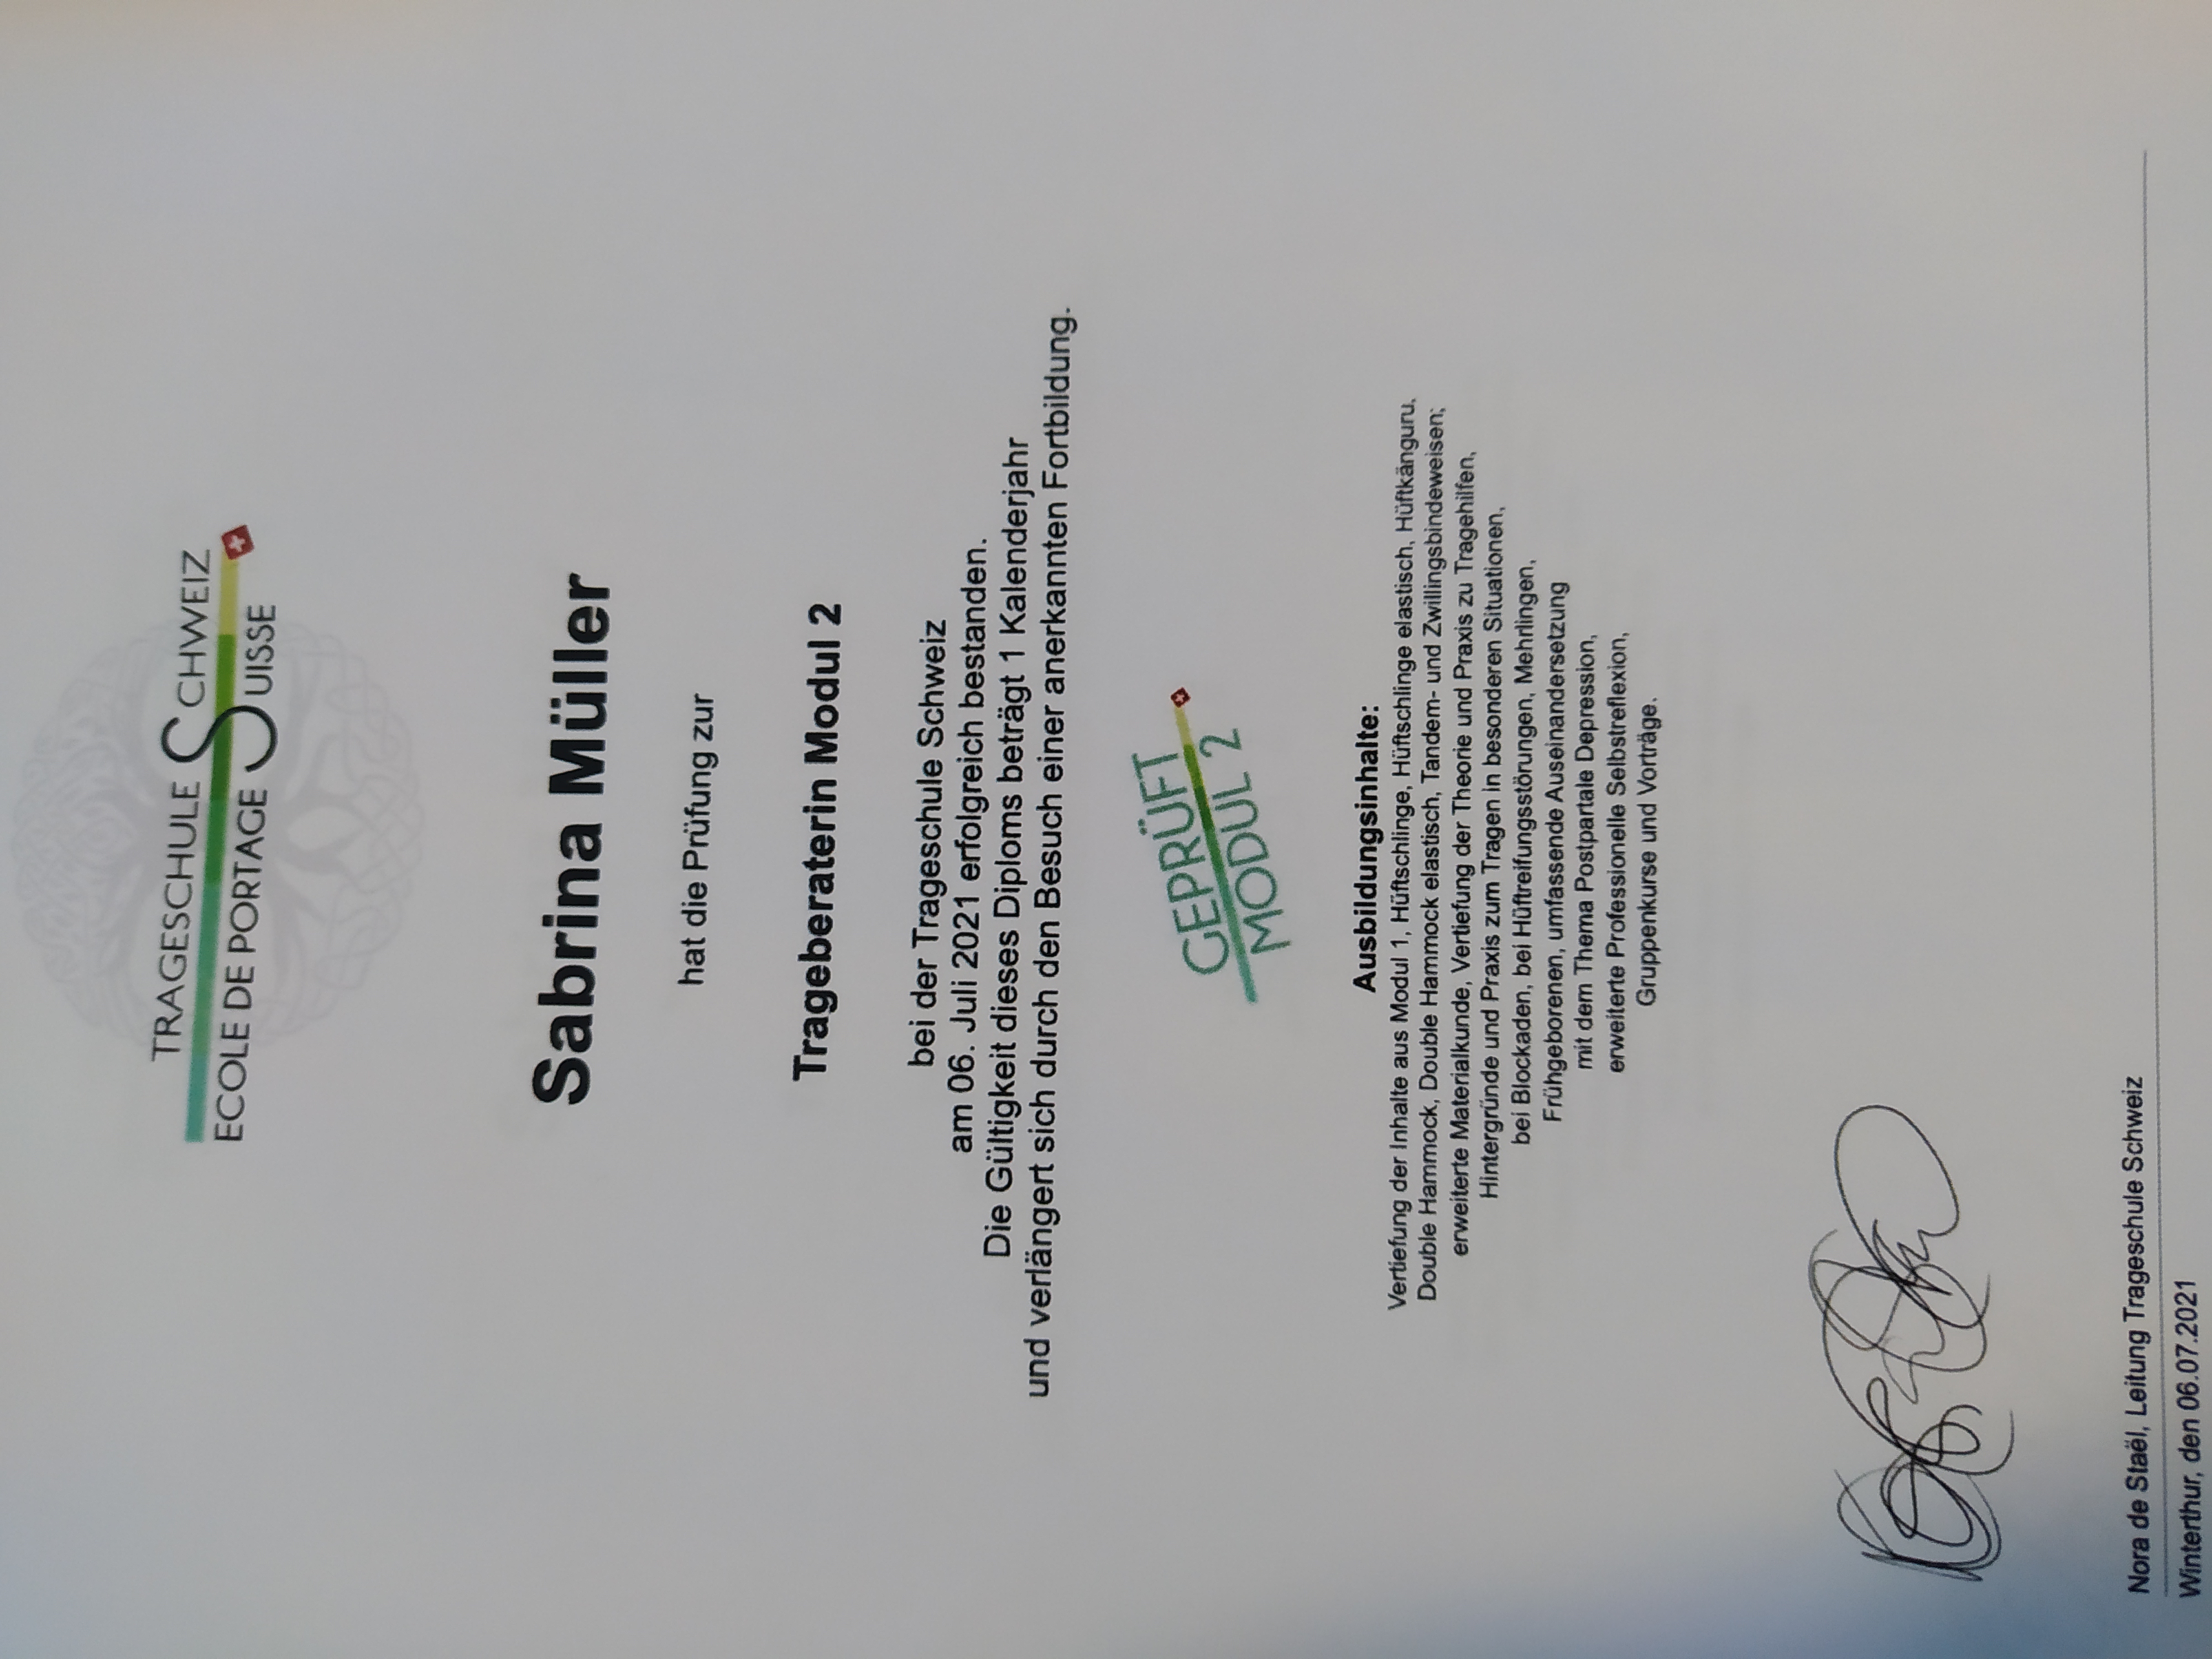 TRAGESCHULE SCHWEIZ
ECOLE DE PORTAGE SUISSE
Sabrina Müller
hat die Prüfung zur
Trageberaterin Modul 2
bei der Trageschule Schweiz
am 06. Juli 2021 erfolgreich bestanden.
Die Gültigkeit dieses Diploms beträgt 1 Kalenderjahr
und verlängert sich durch den Besuch einer anerkannten Fortbildung.
GEPRÜFT
MODUL 2
Ausbildungsinhalte:
Vertiefung der Inhalte aus Modul 1, Hüftschlinge, Hüftschlinge elastisch, Hüftkänguru,
Double Hammock, Double Hammock elastisch, Tandem- und Zwillingsbindeweisen;
erweiterte Materialkunde, Vertiefung der Theorie und Praxis zu Tragehilfen,
Hintergründe und Praxis zum Tragen in besonderen Situationen,
bei Blockaden, bei Hüftreifungsstörungen, Mehrlingen,
Frühgeborenen, umfassende Auseinandersetzung
mit dem Thema Postpartale Depression,
erweiterte Professionelle Selbstreflexion,
Gruppenkurse und Vorträge.
Nora de Staël, Leitung Trageschule Schweiz
Winterthur, den 06.07.2021